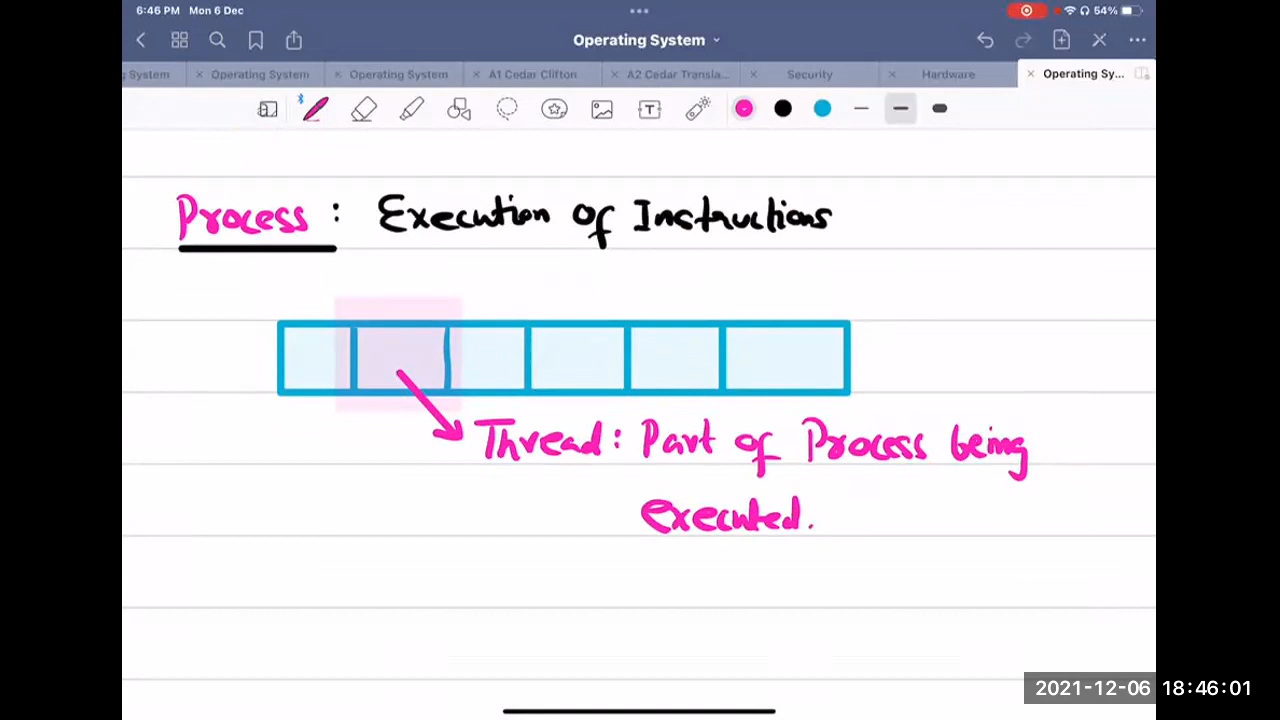 6:46 PM Mon 6 Dec
54%
Operating System
g System
Operating System
Operating System
A1 Cedar Clifton
A2 Cedar Transla...
Security
Hardware
Operating Sy...
Process : Execution of Instructions
Thread: Part of Process being
executed.
2021-12-06 18:46:01